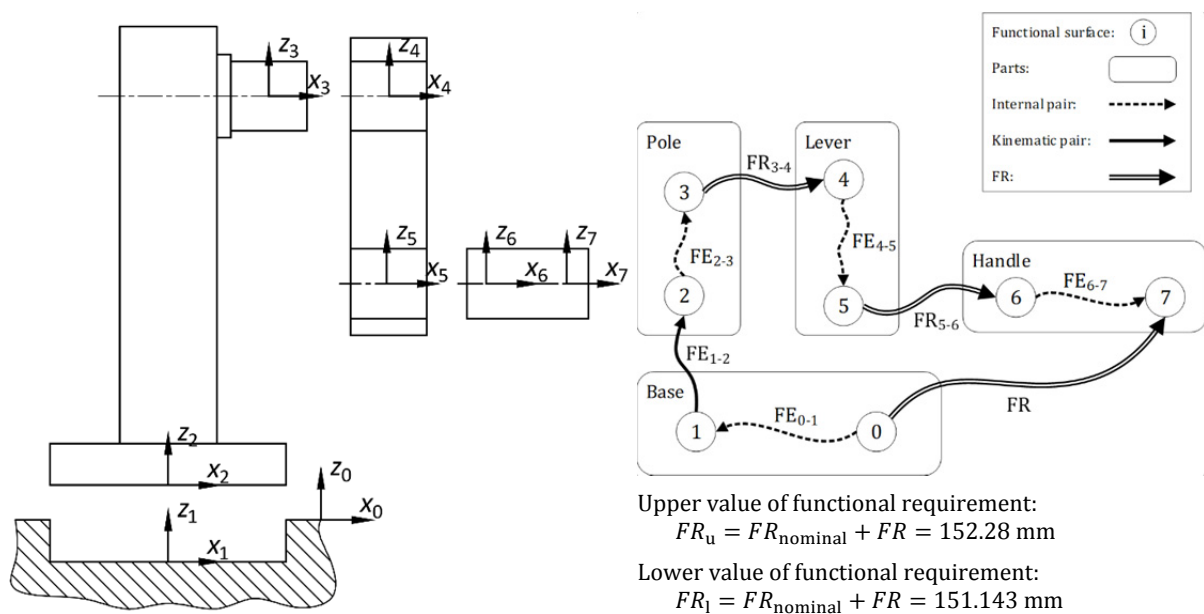 z₃
x₃
z₄
x₄
z₅
x₅
z₆
x₆
z₇
x₇
z₂
x₂
z₀
x₀
z₁
x₁
Functional surface: i
Parts:
Internal pair:
Kinematic pair:
FR:
Pole
Lever
FR₃₋₄
3
4
FE₂₋₃
FE₄₋₅
Handle
2
5
FR₅₋₆
6
FE₆₋₇
7
FE₁₋₂
Base
FR
1
FE₀₋₁
0
Upper value of functional requirement:
FRᵤ = FR_nominal + FR = 152.28 mm
Lower value of functional requirement:
FRₗ = FR_nominal + FR = 151.143 mm